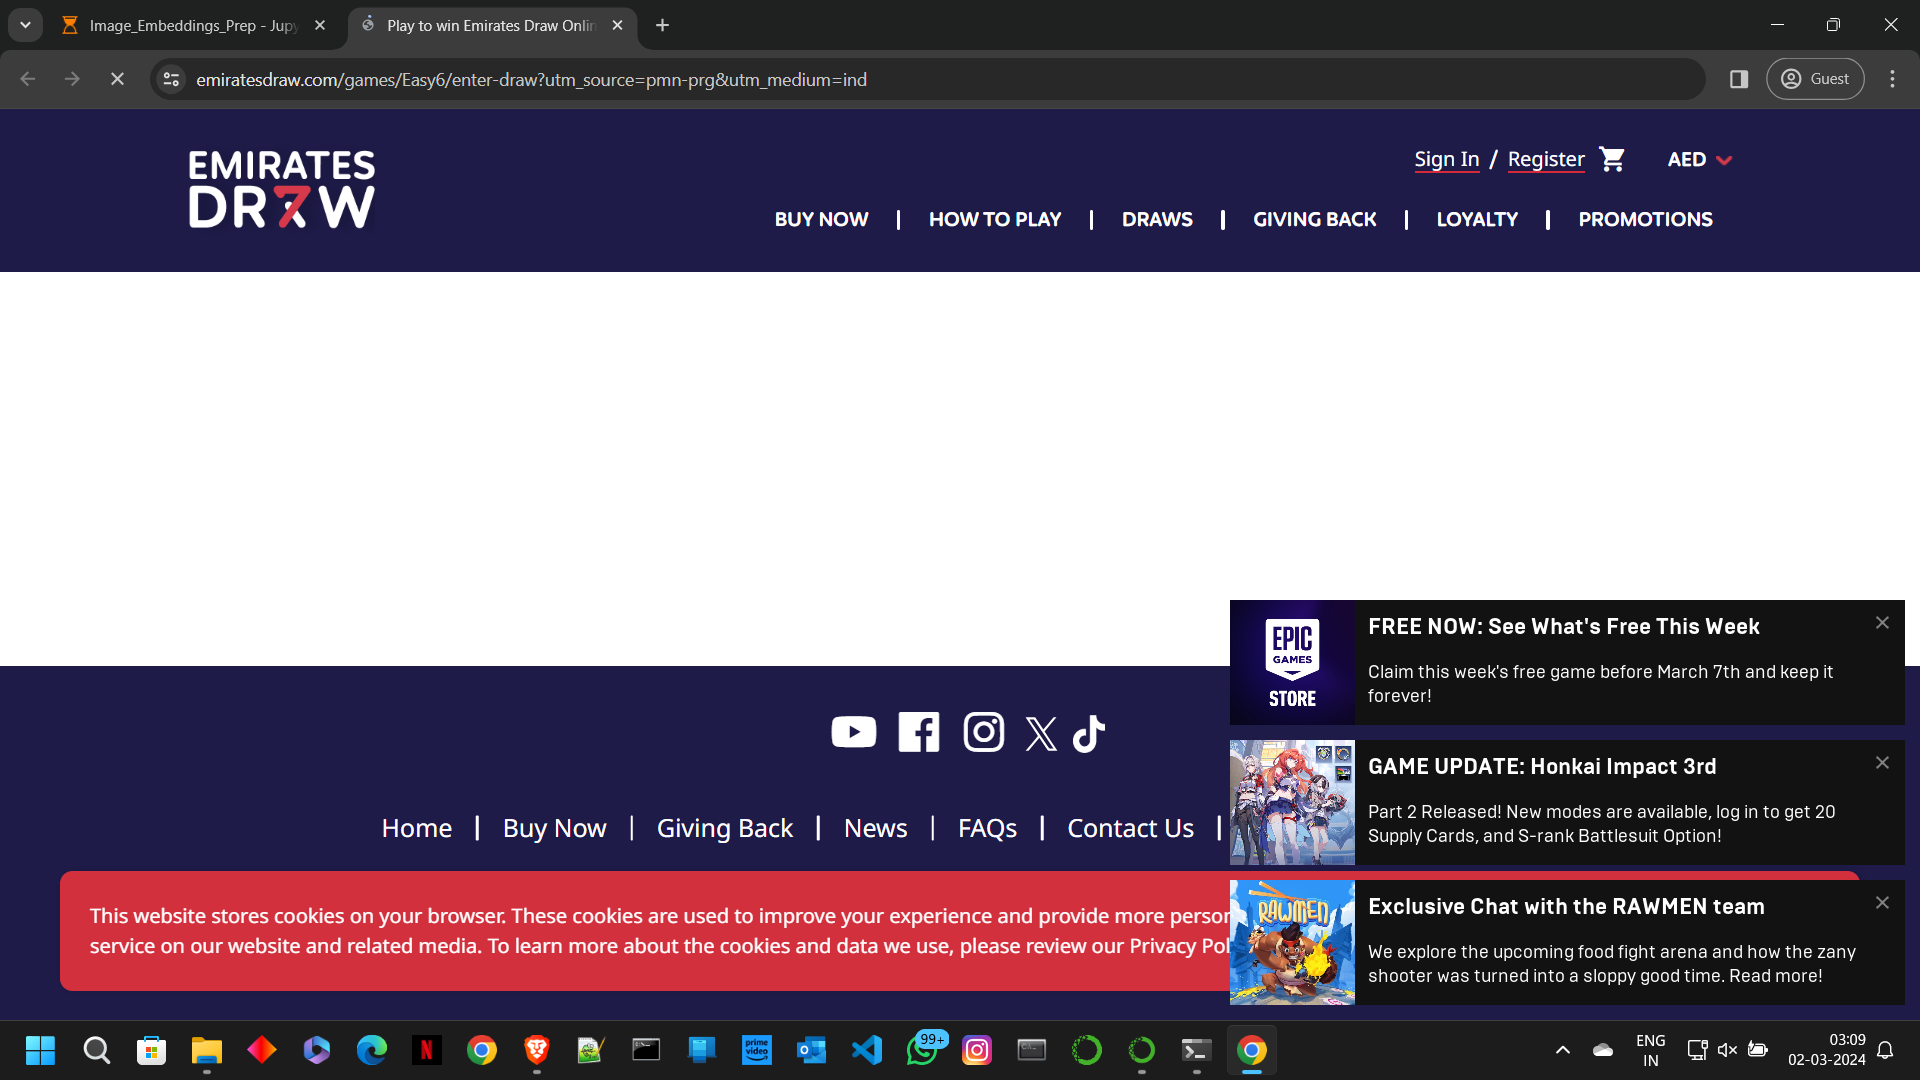 Image_Embeddings_Prep - Jupy
Play to win Emirates Draw Onlin
emiratesdraw.com/games/Easy6/enter-draw?utm_source=pmn-prg&utm_medium=ind
Guest
EMIRATES
DRAW
Sign In / Register
AED
BUY NOW | HOW TO PLAY | DRAWS | GIVING BACK | LOYALTY | PROMOTIONS
EPIC
GAMES
STORE
FREE NOW: See What's Free This Week
Claim this week's free game before March 7th and keep it
forever!
GAME UPDATE: Honkai Impact 3rd
Part 2 Released! New modes are available, log in to get 20
Supply Cards, and S-rank Battlesuit Option!
Home | Buy Now | Giving Back | News | FAQs | Contact Us |
This website stores cookies on your browser. These cookies are used to improve your experience and provide more person
service on our website and related media. To learn more about the cookies and data we use, please review our Privacy Pol
RAWMEN
Exclusive Chat with the RAWMEN team
We explore the upcoming food fight arena and how the zany
shooter was turned into a sloppy good time. Read more!
N
prime
video
99+
ENG
IN
03:09
02-03-2024